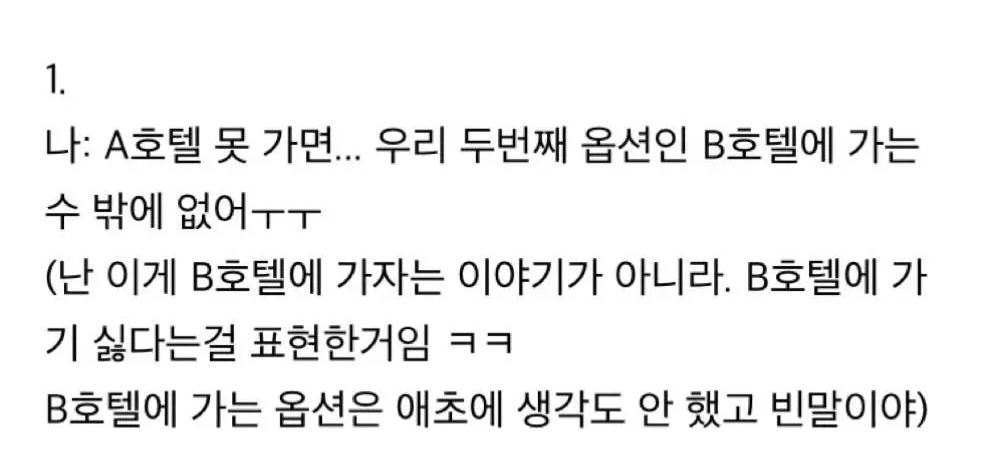 1.
나: A호텔 못 가면... 우리 두번째 옵션인 B호텔에 가는
수 밖에 없어ㅜㅜ
(난 이게 B호텔에 가자는 이야기가 아니라. B호텔에 가
기 싫다는걸 표현한거임 ㅋㅋ
B호텔에 가는 옵션은 애초에 생각도 안 했고 빈말이야)